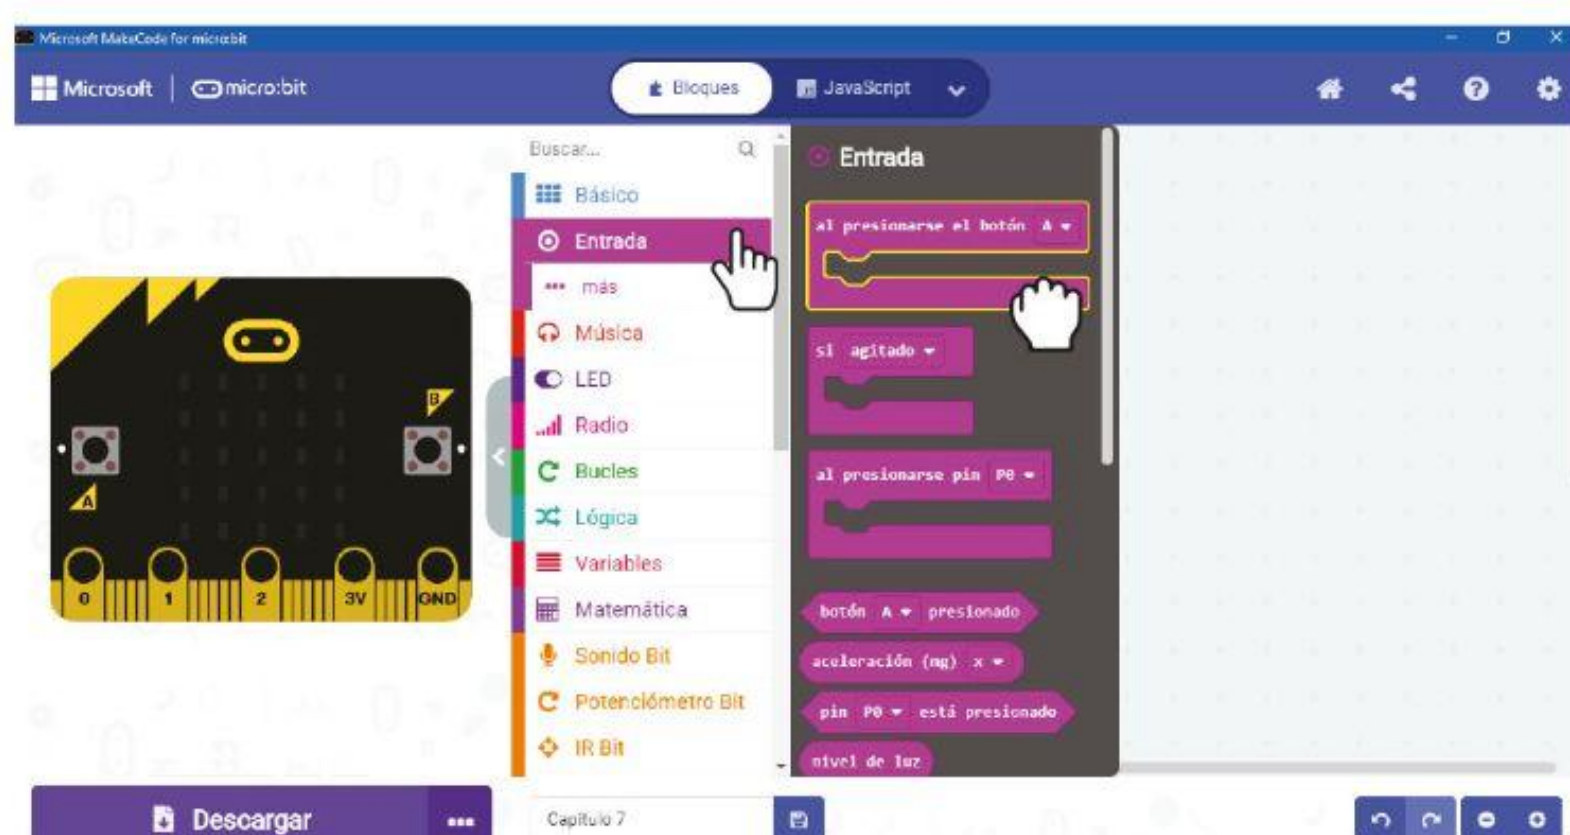 Microsoft MakeCode for micro:bit
Microsoft
micro:bit
Bloques
JavaScript
Buscar...
Básico
Entrada
más
Música
LED
Radio
Bucles
Lógica
Variables
Matemática
Sonido Bit
Potenciómetro Bit
IR Bit
Entrada
al presionarse el botón A
si agitado
al presionarse pin P0
botón A presionado
aceleración (mg) x
pin P0 está presionado
nivel de luz
B
A
0 1 2 3V GND
Descargar
Capitulo 7